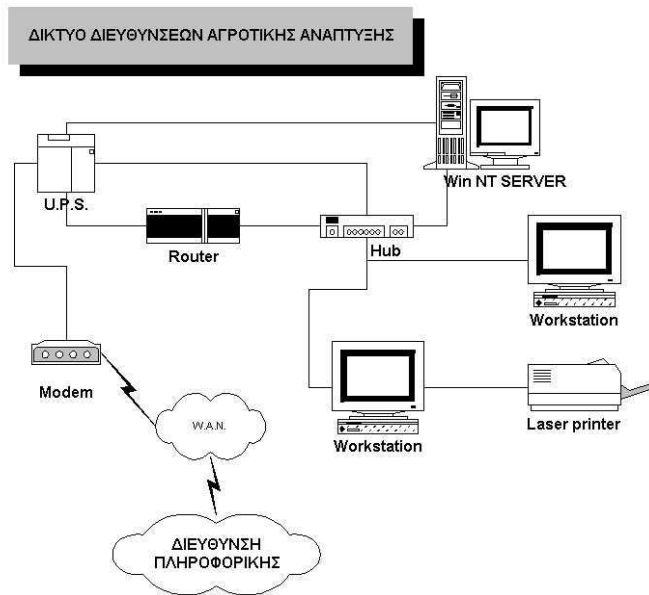 ΔΙΚΤΥΟ ΔΙΕΥΘΥΝΣΕΩΝ ΑΓΡΟΤΙΚΗΣ ΑΝΑΠΤΥΞΗΣ
Win NT SERVER
U.P.S.
Router
Hub
Workstation
Modem
Workstation
Laser printer
W.A.N.
ΔΙΕΥΘΥΝΣΗ
ΠΛΗΡΟΦΟΡΙΚΗΣ